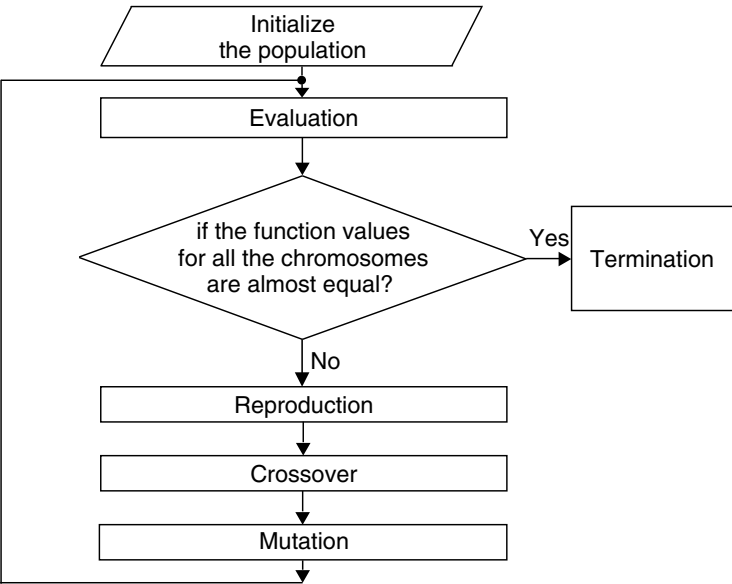 Initialize
the population
Evaluation
if the function values
for all the chromosomes
are almost equal?
Yes
Termination
No
Reproduction
Crossover
Mutation